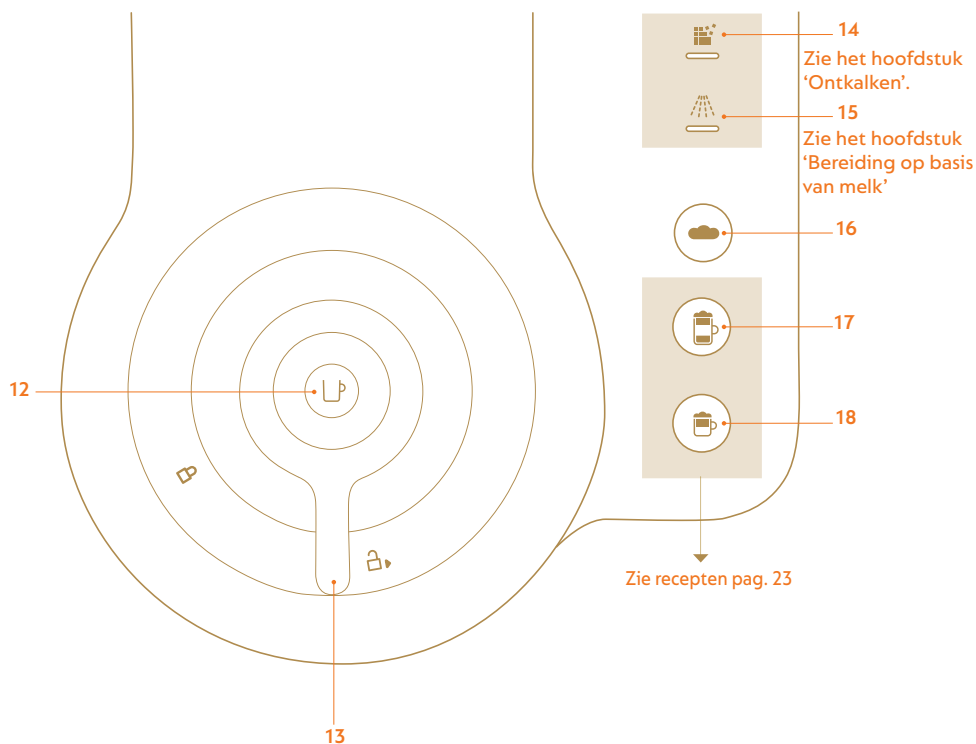 14
Zie het hoofdstuk
‘Ontkalken’.
15
Zie het hoofdstuk
‘Bereiding op basis
van melk’
16
17
12
18
Zie recepten pag. 23
13